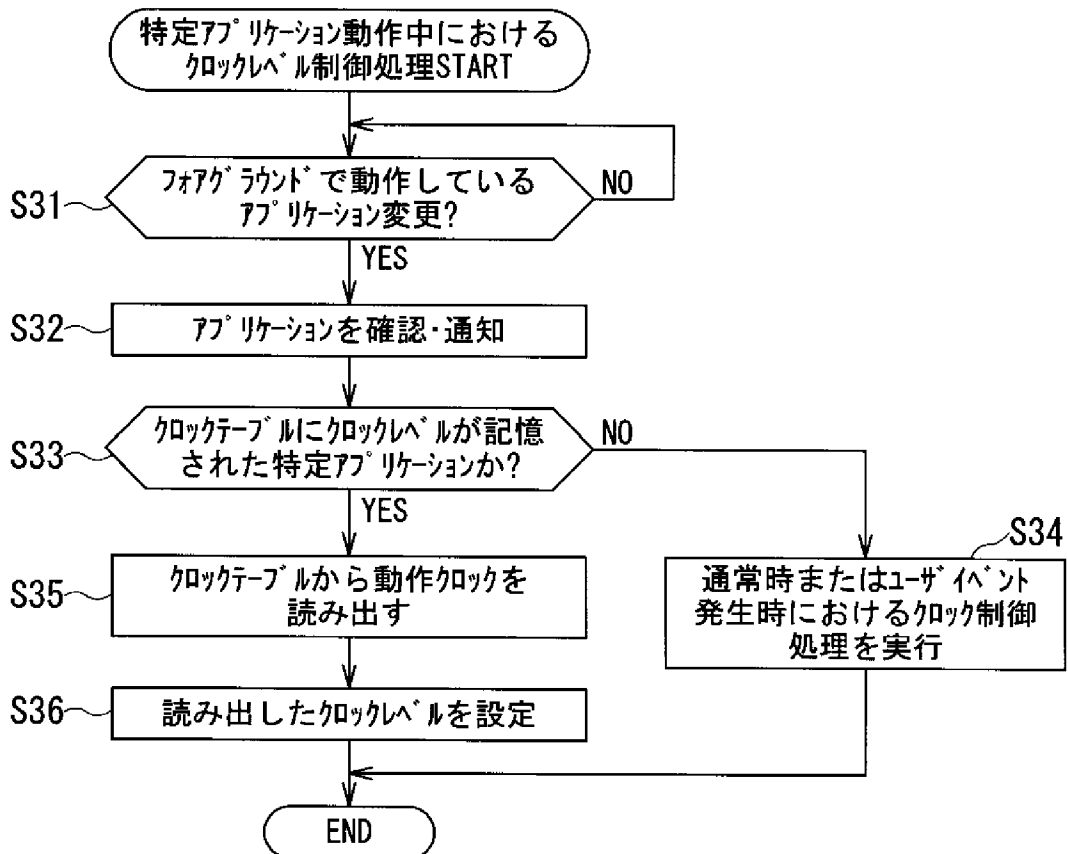 特定ｱﾌﾟﾘｹｰｼｮﾝ動作中における
ｸﾛｯｸﾚﾍﾞﾙ制御処理START
S31
ﾌｫｱｸﾞﾗｳﾝﾄﾞで動作している
ｱﾌﾟﾘｹｰｼｮﾝ変更?
NO
YES
S32
ｱﾌﾟﾘｹｰｼｮﾝを確認･通知
S33
ｸﾛｯｸﾃｰﾌﾞﾙにｸﾛｯｸﾚﾍﾞﾙが記憶
された特定ｱﾌﾟﾘｹｰｼｮﾝか?
NO
YES
S34
通常時またはﾕｰｻﾞｲﾍﾞﾝﾄ
発生時におけるｸﾛｯｸ制御
処理を実行
S35
ｸﾛｯｸﾃｰﾌﾞﾙから動作ｸﾛｯｸを
読み出す
S36
読み出したｸﾛｯｸﾚﾍﾞﾙを設定
END